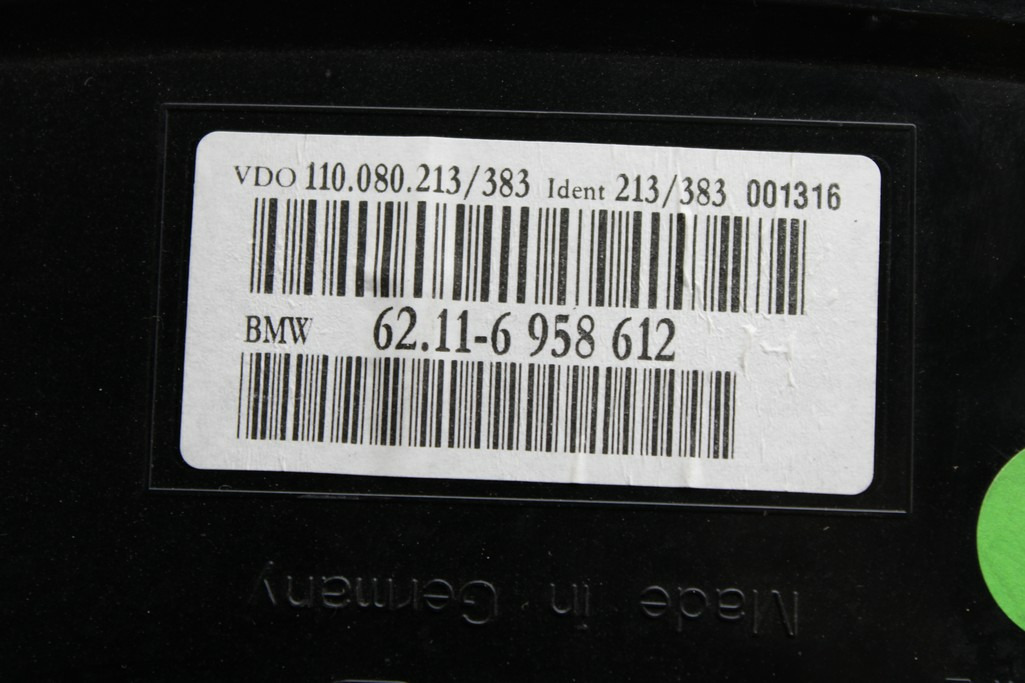 VDO 110.080.213/383 Ident 213/383 001316
BMW 62.11-6 958 612
Made in Germany